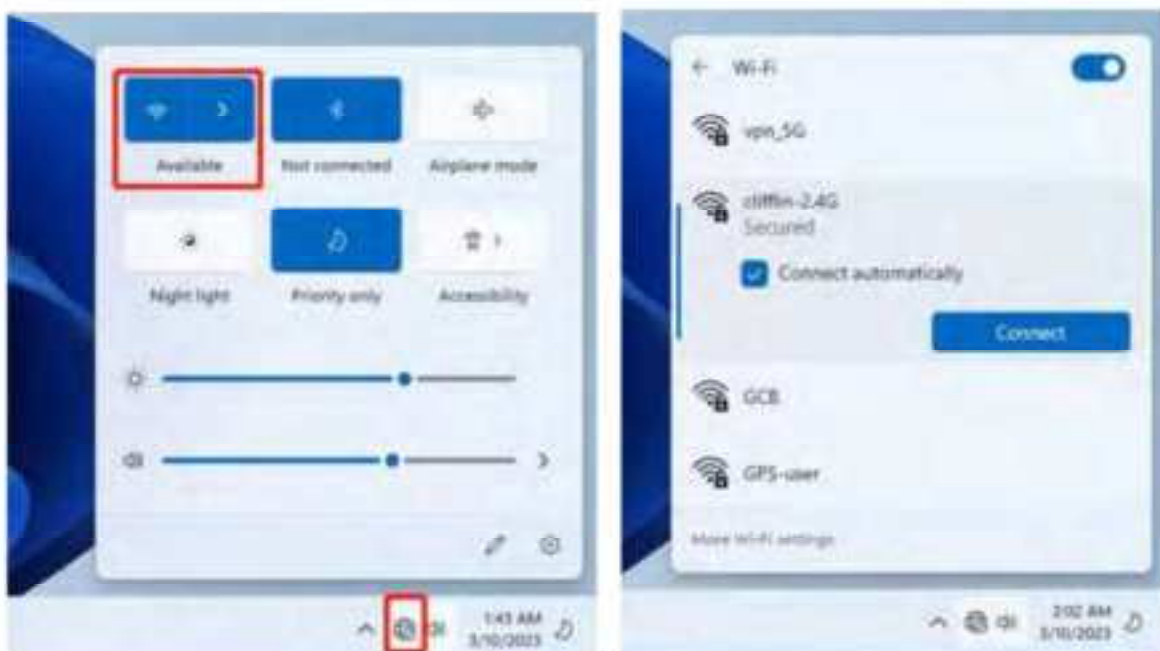 Available
Not connected
Airplane mode
Night light
Priority only
Accessibility
1:43 AM
3/10/2023
Wi-Fi
vpn_5G
clifflin-2.4G
Secured
Connect automatically
Connect
GCB
GPS-user
More Wi-Fi settings
2:02 AM
3/10/2023